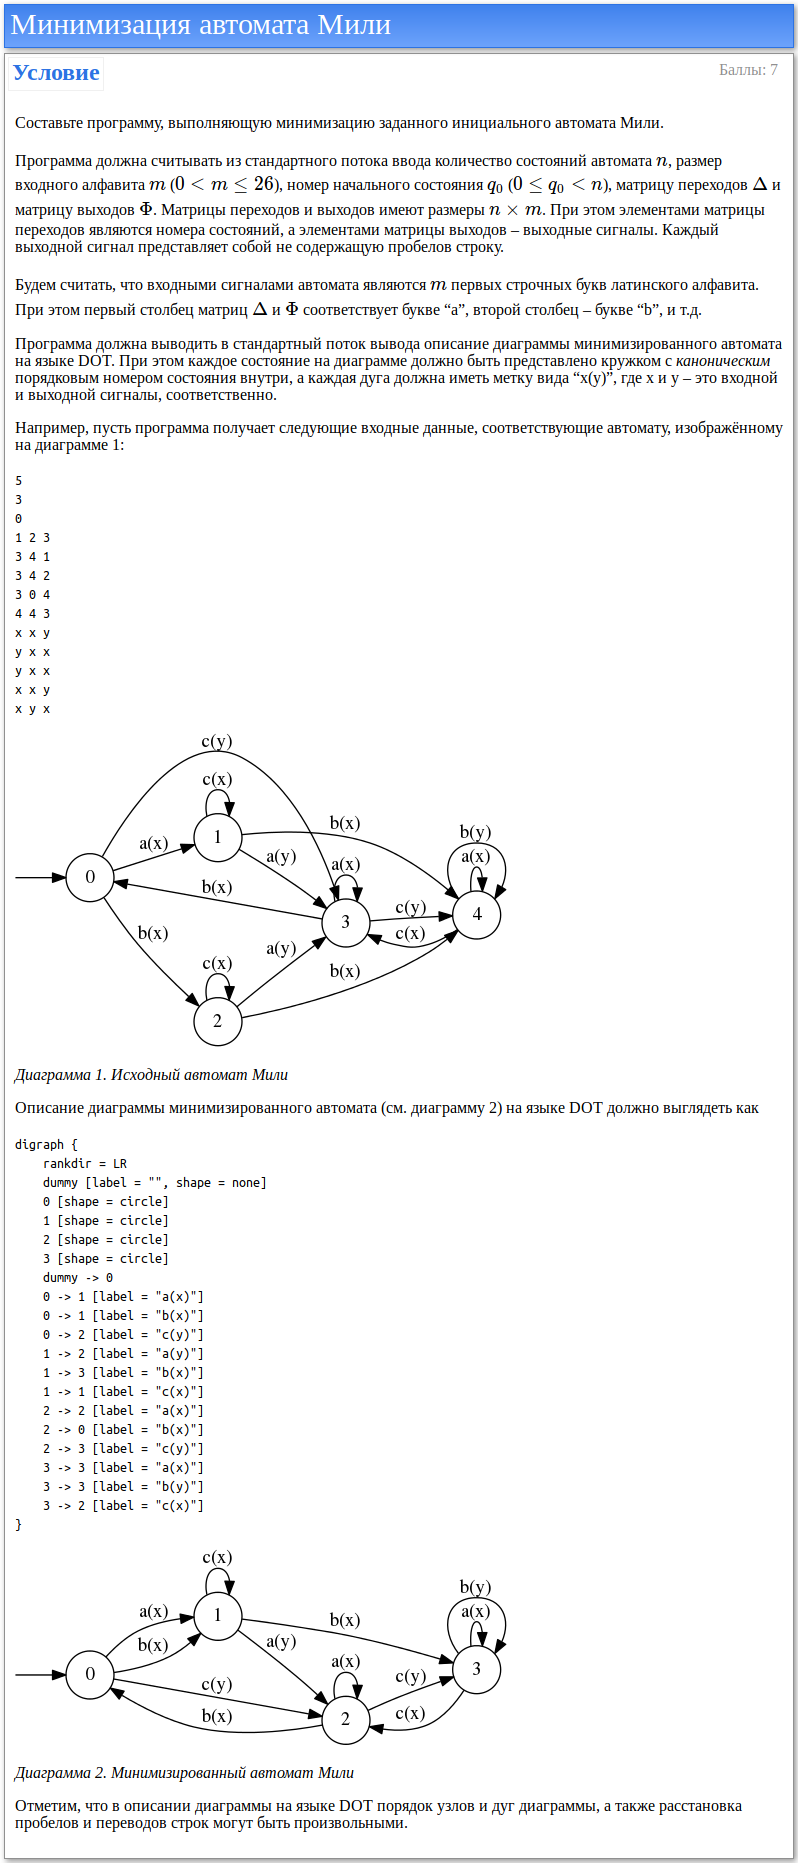 Минимизация автомата Мили
Условие
Баллы: 7
Составьте программу, выполняющую минимизацию заданного инициального автомата Мили.
Программа должна считывать из стандартного потока ввода количество состояний автомата n, размер
входного алфавита m (0 < m ≤ 26), номер начального состояния q₀ (0 ≤ q₀ < n), матрицу переходов Δ и
матрицу выходов Φ. Матрицы переходов и выходов имеют размеры n × m. При этом элементами матрицы
переходов являются номера состояний, а элементами матрицы выходов – выходные сигналы. Каждый
выходной сигнал представляет собой не содержащую пробелов строку.
Будем считать, что входными сигналами автомата являются m первых строчных букв латинского алфавита.
При этом первый столбец матриц Δ и Φ соответствует букве “a”, второй столбец – букве “b”, и т.д.
Программа должна выводить в стандартный поток вывода описание диаграммы минимизированного автомата
на языке DOT. При этом каждое состояние на диаграмме должно быть представлено кружком с каноническим
порядковым номером состояния внутри, а каждая дуга должна иметь метку вида “x(y)”, где x и y – это входной
и выходной сигналы, соответственно.
Например, пусть программа получает следующие входные данные, соответствующие автомату, изображённому
на диаграмме 1:
5
3
0
1 2 3
3 4 1
3 4 2
3 0 4
4 4 3
x x y
y x x
y x x
x x y
x y x
c(y)
c(x)
b(x)
b(y)
1
a(x)
a(y)
a(x)
a(x)
0
b(x)
3
c(y)
4
b(x)
c(x)
a(y)
c(x)
b(x)
2
Диаграмма 1. Исходный автомат Мили
Описание диаграммы минимизированного автомата (см. диаграмму 2) на языке DOT должно выглядеть как
digraph {
rankdir = LR
dummy [label = "", shape = none]
0 [shape = circle]
1 [shape = circle]
2 [shape = circle]
3 [shape = circle]
dummy -> 0
0 -> 1 [label = "a(x)"]
0 -> 1 [label = "b(x)"]
0 -> 2 [label = "c(y)"]
1 -> 2 [label = "a(y)"]
1 -> 3 [label = "b(x)"]
1 -> 1 [label = "c(x)"]
2 -> 2 [label = "a(x)"]
2 -> 0 [label = "b(x)"]
2 -> 3 [label = "c(y)"]
3 -> 3 [label = "a(x)"]
3 -> 3 [label = "b(y)"]
3 -> 2 [label = "c(x)"]
}
c(x)
b(y)
a(x)
1
b(x)
a(x)
b(x)
a(y)
0
a(x)
3
c(y)
c(y)
b(x)
2
c(x)
Диаграмма 2. Минимизированный автомат Мили
Отметим, что в описании диаграммы на языке DOT порядок узлов и дуг диаграммы, а также расстановка
пробелов и переводов строк могут быть произвольными.